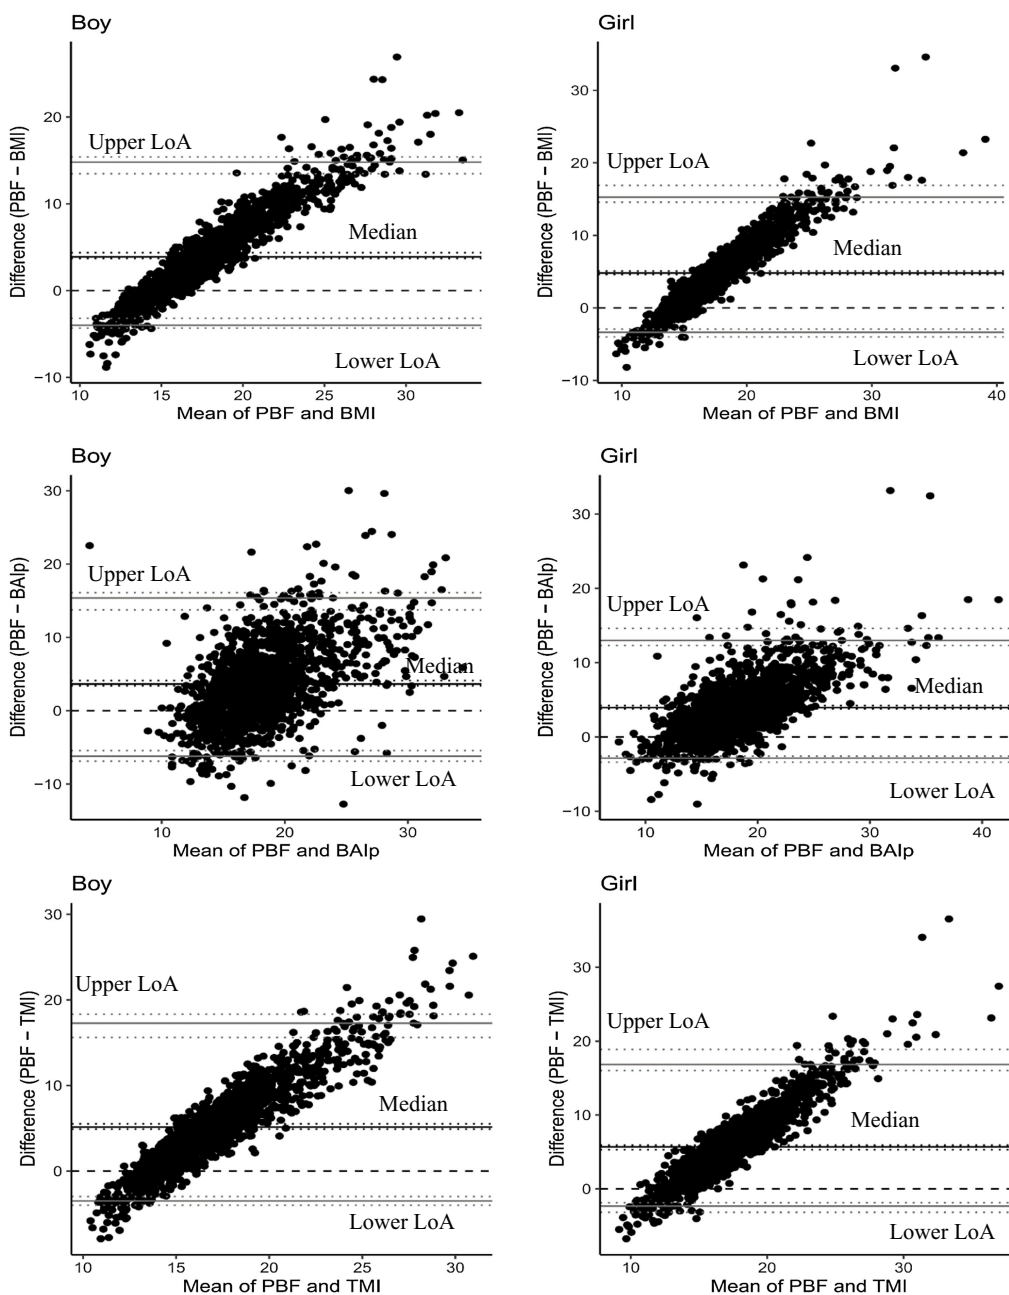 Boy
Difference (PBF − BMI)
20
10
0
−10
Upper LoA
Median
Lower LoA
10 15 20 25 30
Mean of PBF and BMI
Girl
Difference (PBF − BMI)
30
20
10
0
−10
Upper LoA
Median
Lower LoA
10 20 30 40
Mean of PBF and BMI
Boy
Difference (PBF − BAIp)
30
20
10
0
−10
Upper LoA
Median
Lower LoA
10 20 30
Mean of PBF and BAIp
Girl
Difference (PBF − BAIp)
30
20
10
0
−10
Upper LoA
Median
Lower LoA
10 20 30 40
Mean of PBF and BAIp
Boy
Difference (PBF − TMI)
30
20
10
0
Upper LoA
Median
Lower LoA
10 15 20 25 30
Mean of PBF and TMI
Girl
Difference (PBF − TMI)
30
20
10
0
Upper LoA
Median
Lower LoA
10 20 30
Mean of PBF and TMI